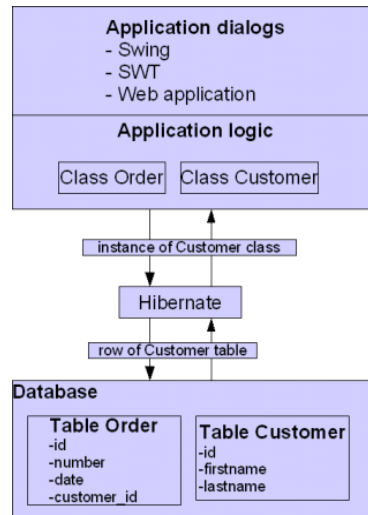 Application dialogs
- Swing
- SWT
- Web application
Application logic
Class Order
Class Customer
instance of Customer class
Hibernate
row of Customer table
Database
Table Order
-id
-number
-date
-customer_id
Table Customer
-id
-firstname
-lastname